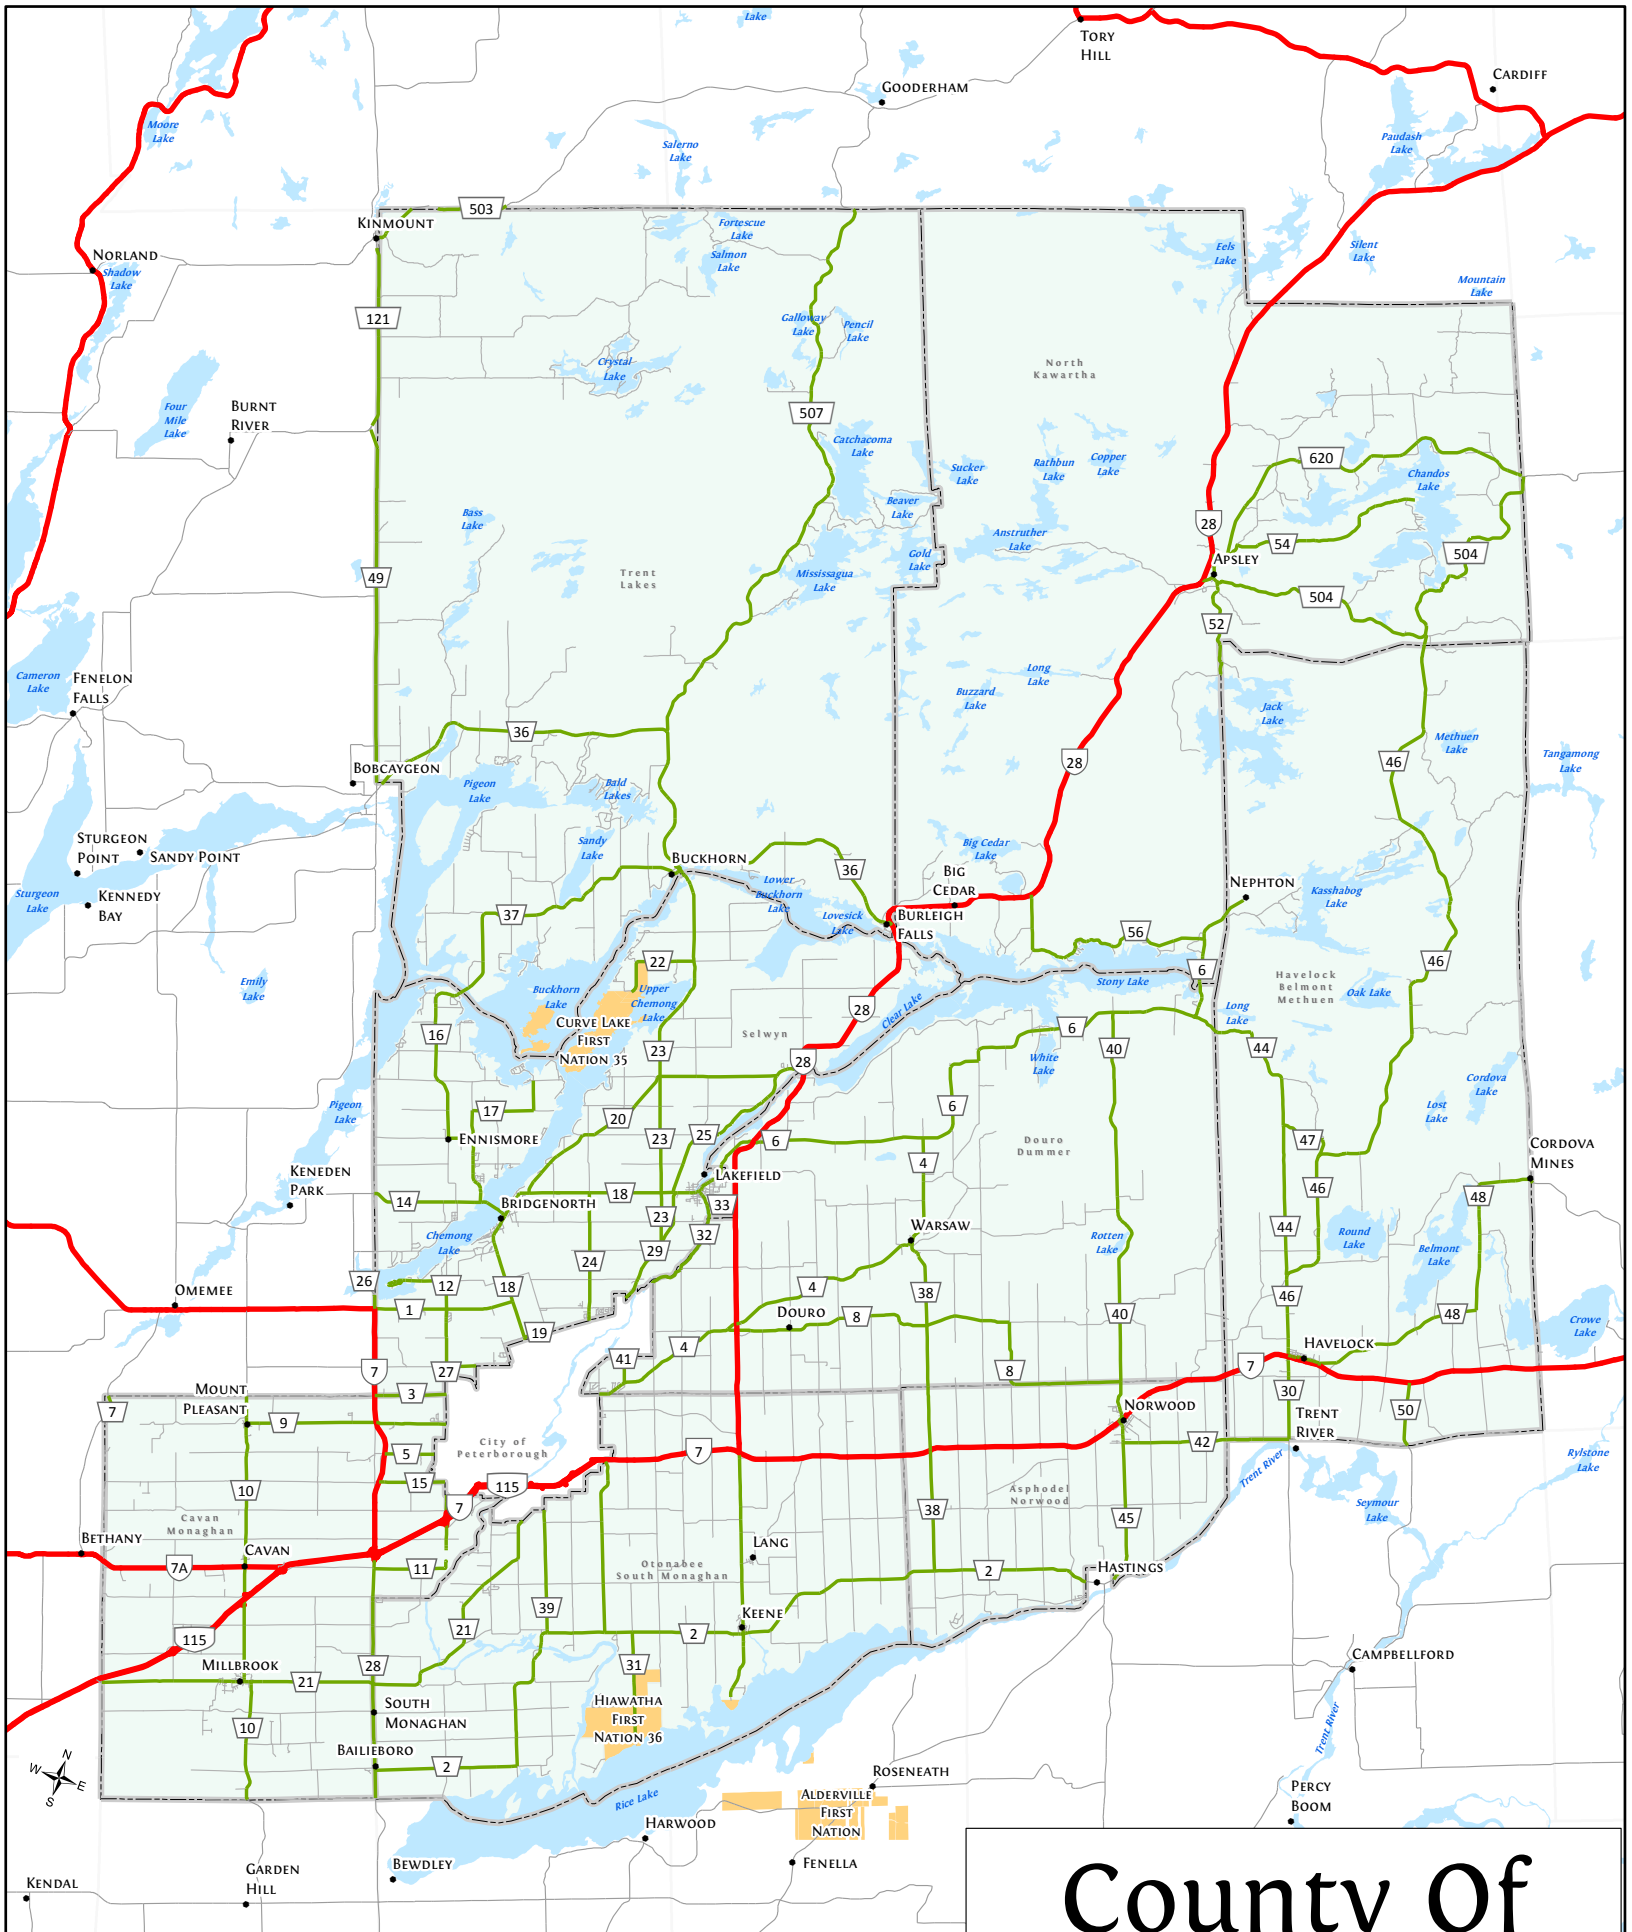 Lake
TORY
HILL
CARDIFF
GOODERHAM
Moore
Lake
Salerno
Lake
Paudash
Lake
503
KINMOUNT
Fortescue
Lake
Salmon
Lake
Eels
Lake
Silent
Lake
NORLAND
Shadow
Lake
Mountain
Lake
121
Galloway
Lake
Pencil
Lake
Crystal
Lake
North
Kawartha
Four
Mile
Lake
BURNT
RIVER
507
Catchacoma
Lake
Sucker
Lake
Rathbun
Lake
Copper
Lake
620
Chandos
Lake
Bass
Lake
Beaver
Lake
28
Anstruther
Lake
54
504
Gold
Lake
APSLEY
49
Trent
Lakes
Mississagua
Lake
504
52
Cameron
Lake
FENELON
FALLS
Long
Lake
Buzzard
Lake
Jack
Lake
36
Methuen
Lake
Tangamong
Lake
28
46
BOBCAYGEON
Pigeon
Lake
Bald
Lakes
STURGEON
POINT
SANDY POINT
Sandy
Lake
BUCKHORN
36
Big Cedar
Lake
BIG
CEDAR
NEPHTON
Sturgeon
Lake
KENNEDY
BAY
Lower
Buckhorn
Lake
Lovesick
Lake
BURLEIGH
FALLS
Kasshabog
Lake
37
56
22
6
46
Emily
Lake
Buckhorn
Lake
Upper
Chemong
Lake
Stony Lake
Havelock
Belmont
Methuen
Oak Lake
CURVE LAKE
FIRST
NATION 35
28
Clear Lake
Long
Lake
16
Selwyn
6
23
28
40
44
White
Lake
Cordova
Lake
Pigeon
Lake
17
20
6
Lost
Lake
ENNISMORE
23
25
6
Douro
Dummer
47
CORDOVA
MINES
4
KENEDEN
PARK
LAKEFIELD
14
BRIDGENORTH
18
33
46
48
23
32
WARSAW
44
Chemong
Lake
29
Rotten
Lake
Round
Lake
Belmont
Lake
24
26
12
18
4
38
46
OMEMEE
1
DOURO
8
40
48
Crowe
Lake
19
4
HAVELOCK
41
7
27
8
7
MOUNT
PLEASANT
3
30
7
9
NORWOOD
TRENT
RIVER
50
City of
Peterborough
5
7
42
Trent River
Rylstone
Lake
15
115
10
7
38
Asphodel
Norwood
Seymour
Lake
Cavan
Monaghan
45
BETHANY
CAVAN
LANG
7A
11
Otonabee
South Monaghan
2
HASTINGS
39
KEENE
21
2
115
MILLBROOK
28
31
CAMPBELLFORD
21
SOUTH
MONAGHAN
HIAWATHA
FIRST
NATION 36
10
Trent River
BAILIEBORO
2
N
W
E
S
ROSENEATH
Rice Lake
ALDERVILLE
FIRST
NATION
PERCY
BOOM
HARWOOD
BEWDLEY
FENELLA
GARDEN
HILL
KENDAL
County Of